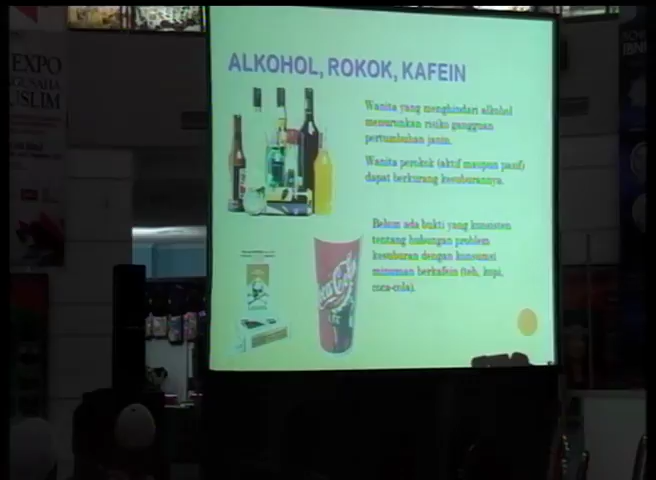 ALKOHOL, ROKOK, KAFEIN
Wanita yang menghindari alkohol
menurunkan risiko gangguan
pertumbuhan janin.
Wanita perokok (aktif maupun pasif)
dapat berkurang kesuburannya.
Belum ada bukti yang konsisten
tentang hubungan problem
kesuburan dengan konsumsi
minuman berkafein (teh, kopi,
coca-cola).
Coca-Cola
EXPO